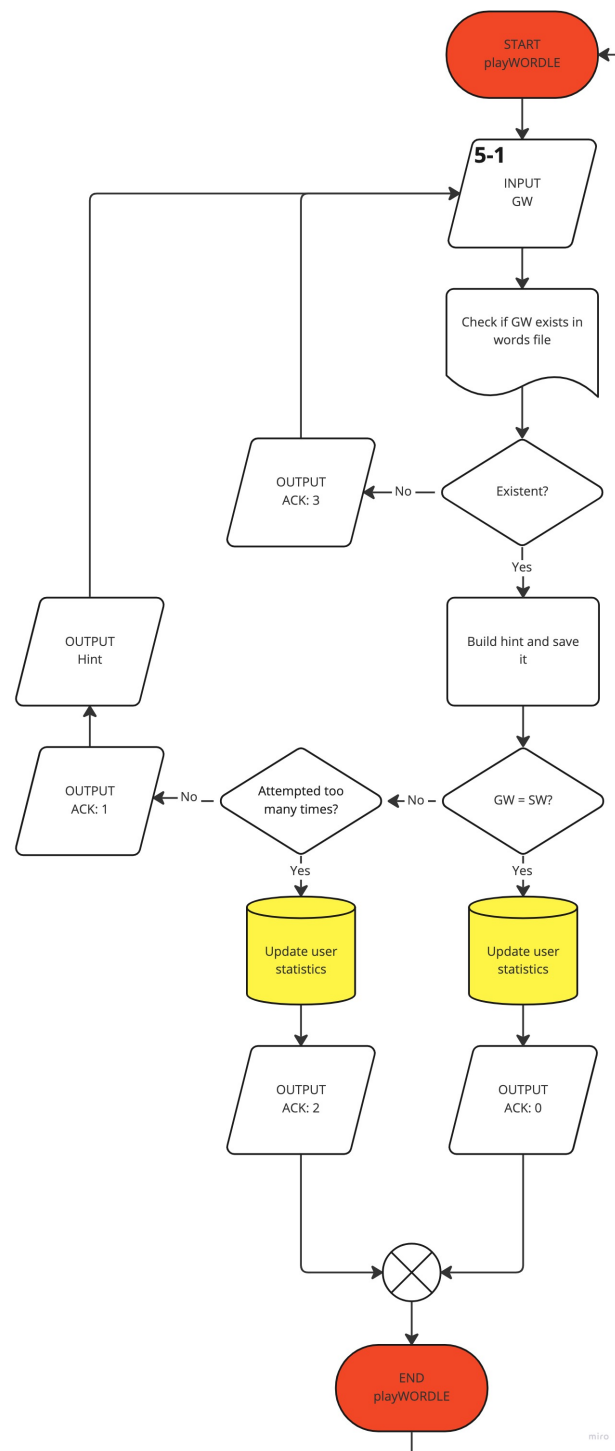 START
playWORDLE
5-1
INPUT
GW
Check if GW exists in
words file
OUTPUT
ACK: 3
No
Existent?
Yes
OUTPUT
Hint
Build hint and save
it
OUTPUT
ACK: 1
No
Attempted too
many times?
No
GW = SW?
Yes
Yes
Update user
statistics
Update user
statistics
OUTPUT
ACK: 2
OUTPUT
ACK: 0
END
playWORDLE
miro